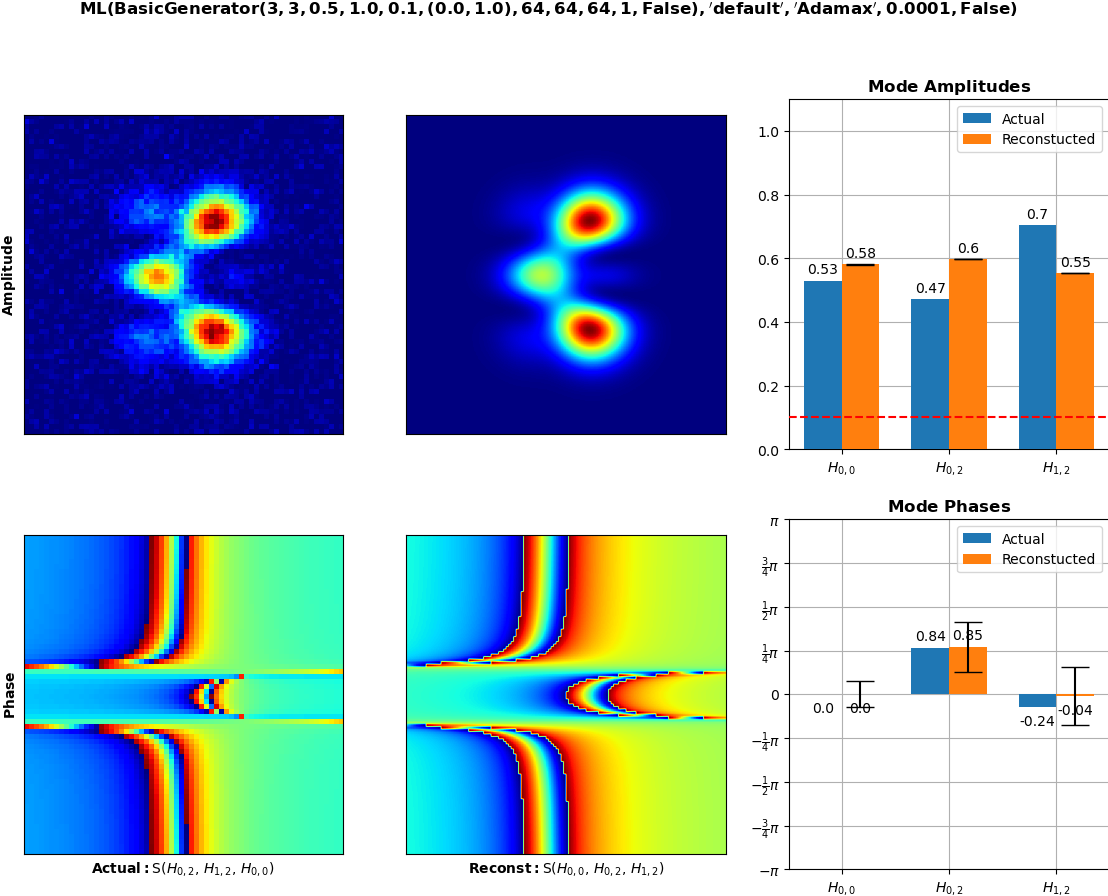 ML(BasicGenerator(3, 3, 0.5, 1.0, 0.1, (0.0, 1.0), 64, 64, 64, 1, False), ′default′, ′Adamax′, 0.0001, False)
Amplitude
Mode Amplitudes
Actual
Reconstucted
1.0
0.8
0.6
0.4
0.2
0.0
0.53
0.58
0.47
0.6
0.7
0.55
H0,0
H0,2
H1,2
Phase
Actual: S(H0,2, H1,2, H0,0)
Reconst: S(H0,0, H0,2, H1,2)
Mode Phases
Actual
Reconstucted
π
3/4π
1/2π
1/4π
0
−1/4π
−1/2π
−3/4π
−π
0.0
0.0
0.84
0.85
-0.24
-0.04
H0,0
H0,2
H1,2